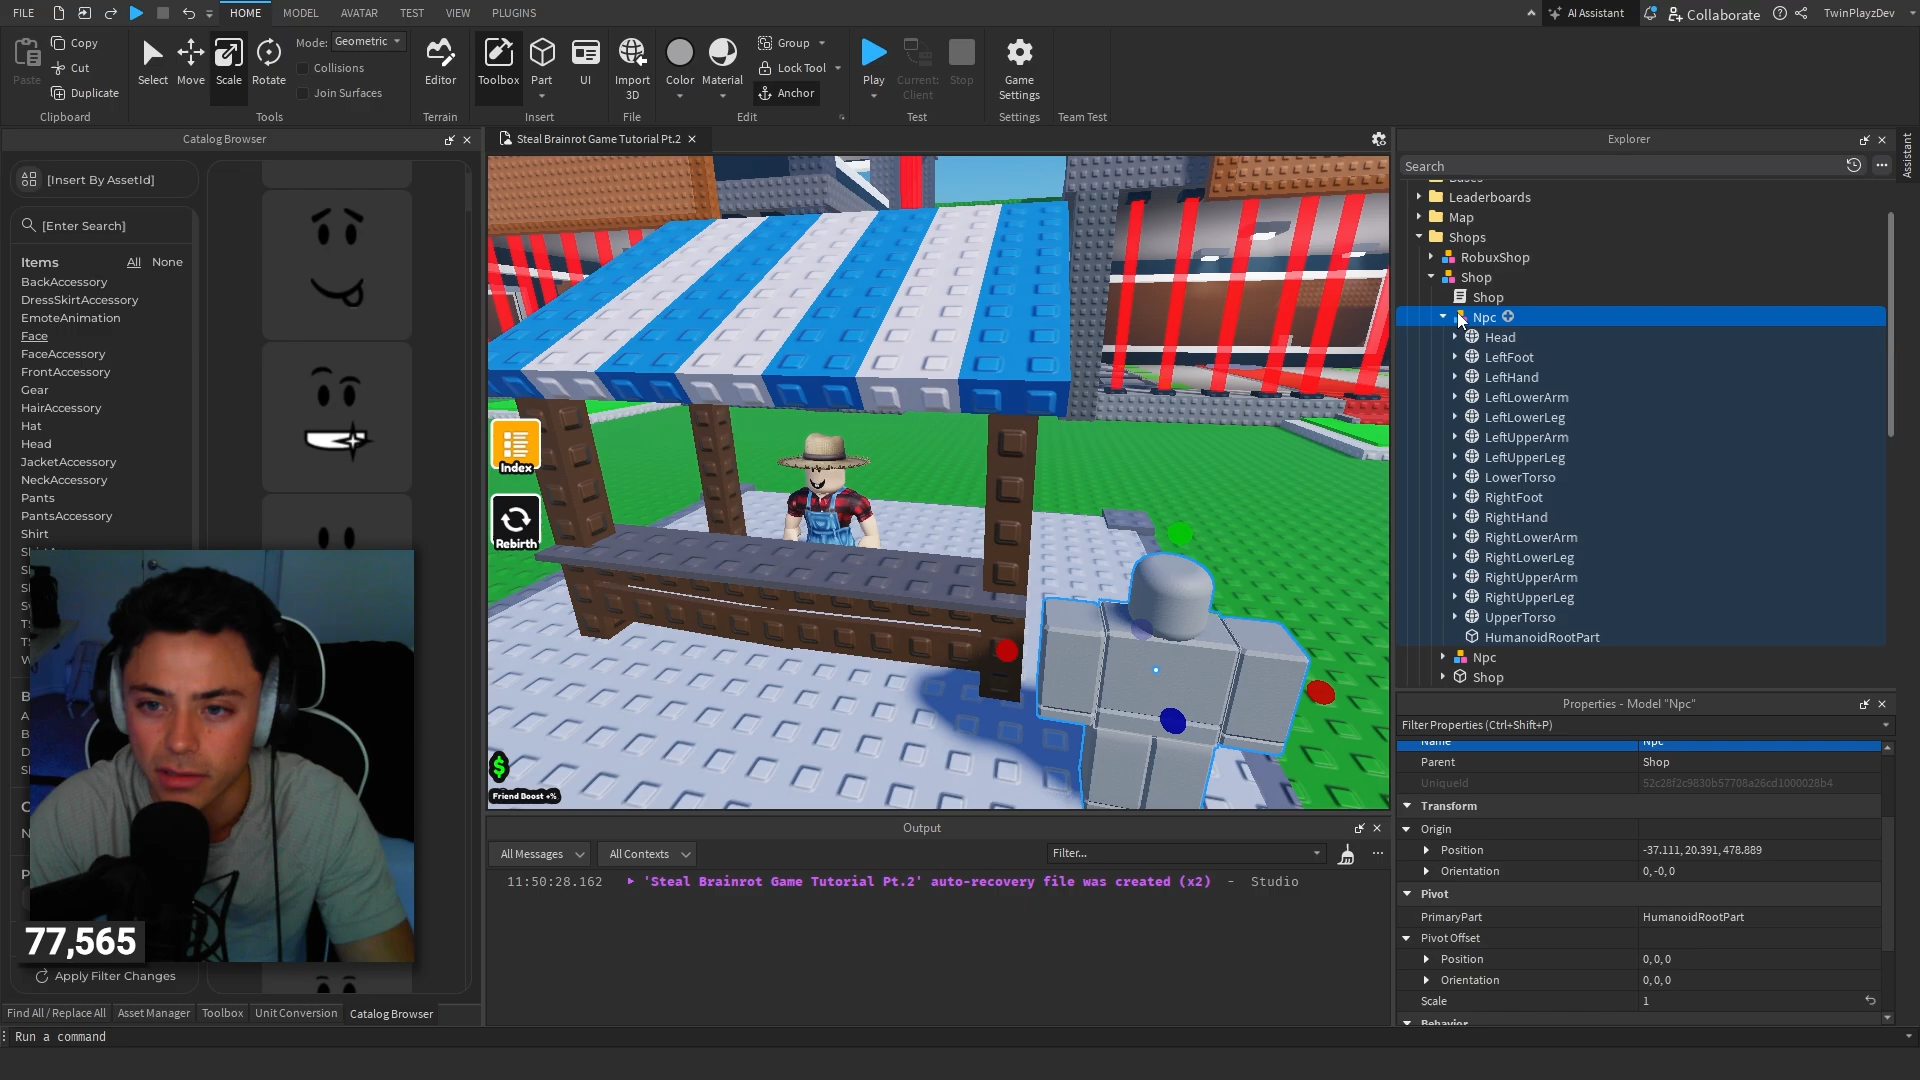 FILE
HOME
MODEL
AVATAR
TEST
VIEW
PLUGINS
AI Assistant
Collaborate
TwinPlayzDev
Paste
Copy
Cut
Duplicate
Clipboard
Select
Move
Scale
Rotate
Mode:
Geometric
Collisions
Join Surfaces
Tools
Editor
Terrain
Toolbox
Part
UI
Insert
Import
3D
File
Color
Material
Group
Lock Tool
Anchor
Edit
Play
Current:
Client
Stop
Test
Game
Settings
Settings
Team Test
Catalog Browser
[Insert By AssetId]
[Enter Search]
Items
All
None
BackAccessory
DressSkirtAccessory
EmoteAnimation
Face
FaceAccessory
FrontAccessory
Gear
HairAccessory
Hat
Head
JacketAccessory
NeckAccessory
Pants
PantsAccessory
Shirt
77,565
Apply Filter Changes
Find All / Replace All
Asset Manager
Toolbox
Unit Conversion
Catalog Browser
Run a command
Steal Brainrot Game Tutorial Pt.2
Index
Rebirth
$
Friend Boost +%
Output
All Messages
All Contexts
Filter...
11:50:28.162
'Steal Brainrot Game Tutorial Pt.2' auto-recovery file was created (x2) - Studio
Explorer
Search
Assistant
Bases
Leaderboards
Map
Shops
RobuxShop
Shop
Shop
Npc
Head
LeftFoot
LeftHand
LeftLowerArm
LeftLowerLeg
LeftUpperArm
LeftUpperLeg
LowerTorso
RightFoot
RightHand
RightLowerArm
RightLowerLeg
RightUpperArm
RightUpperLeg
UpperTorso
HumanoidRootPart
Npc
Shop
Properties - Model "Npc"
Filter Properties (Ctrl+Shift+P)
Name
Npc
Parent
Shop
UniqueId
52c28f2c9830b57708a26cd1000028b4
Transform
Origin
Position
-37.111, 20.391, 478.889
Orientation
0, -0, 0
Pivot
PrimaryPart
HumanoidRootPart
Pivot Offset
Position
0, 0, 0
Orientation
0, 0, 0
Scale
1
Behavior